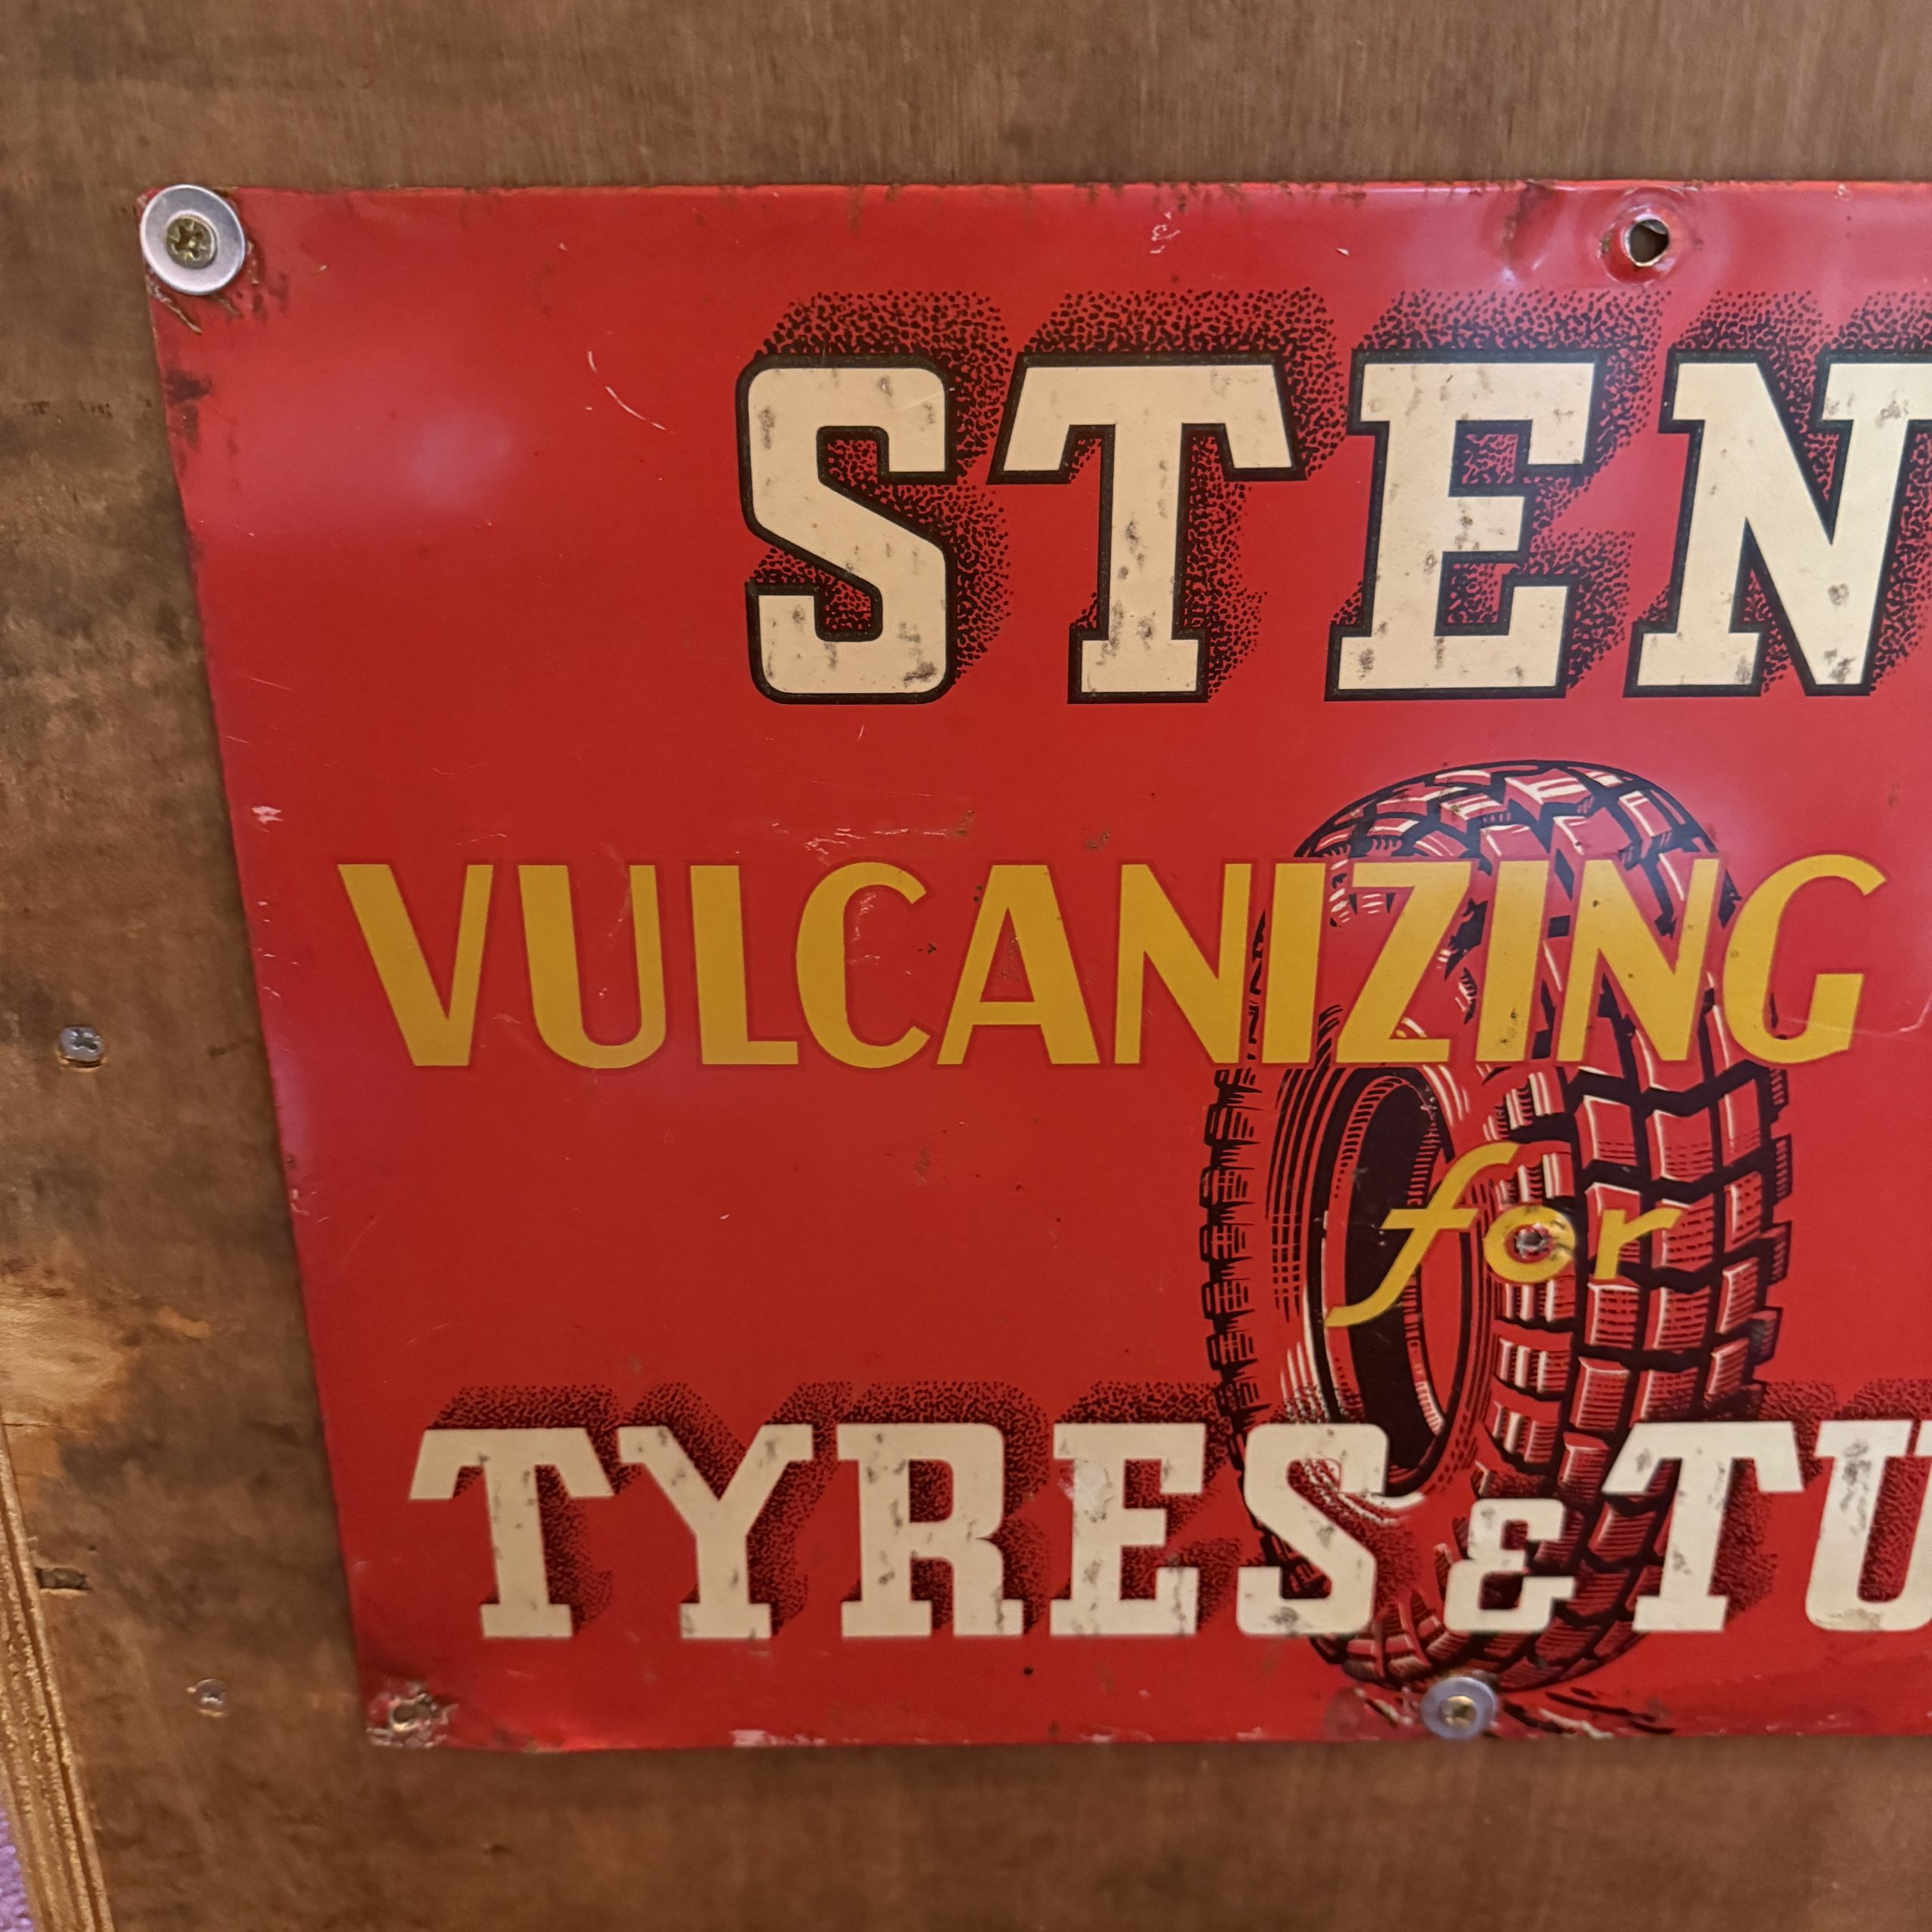 STEN
VULCANIZING
for
TYRES & TU